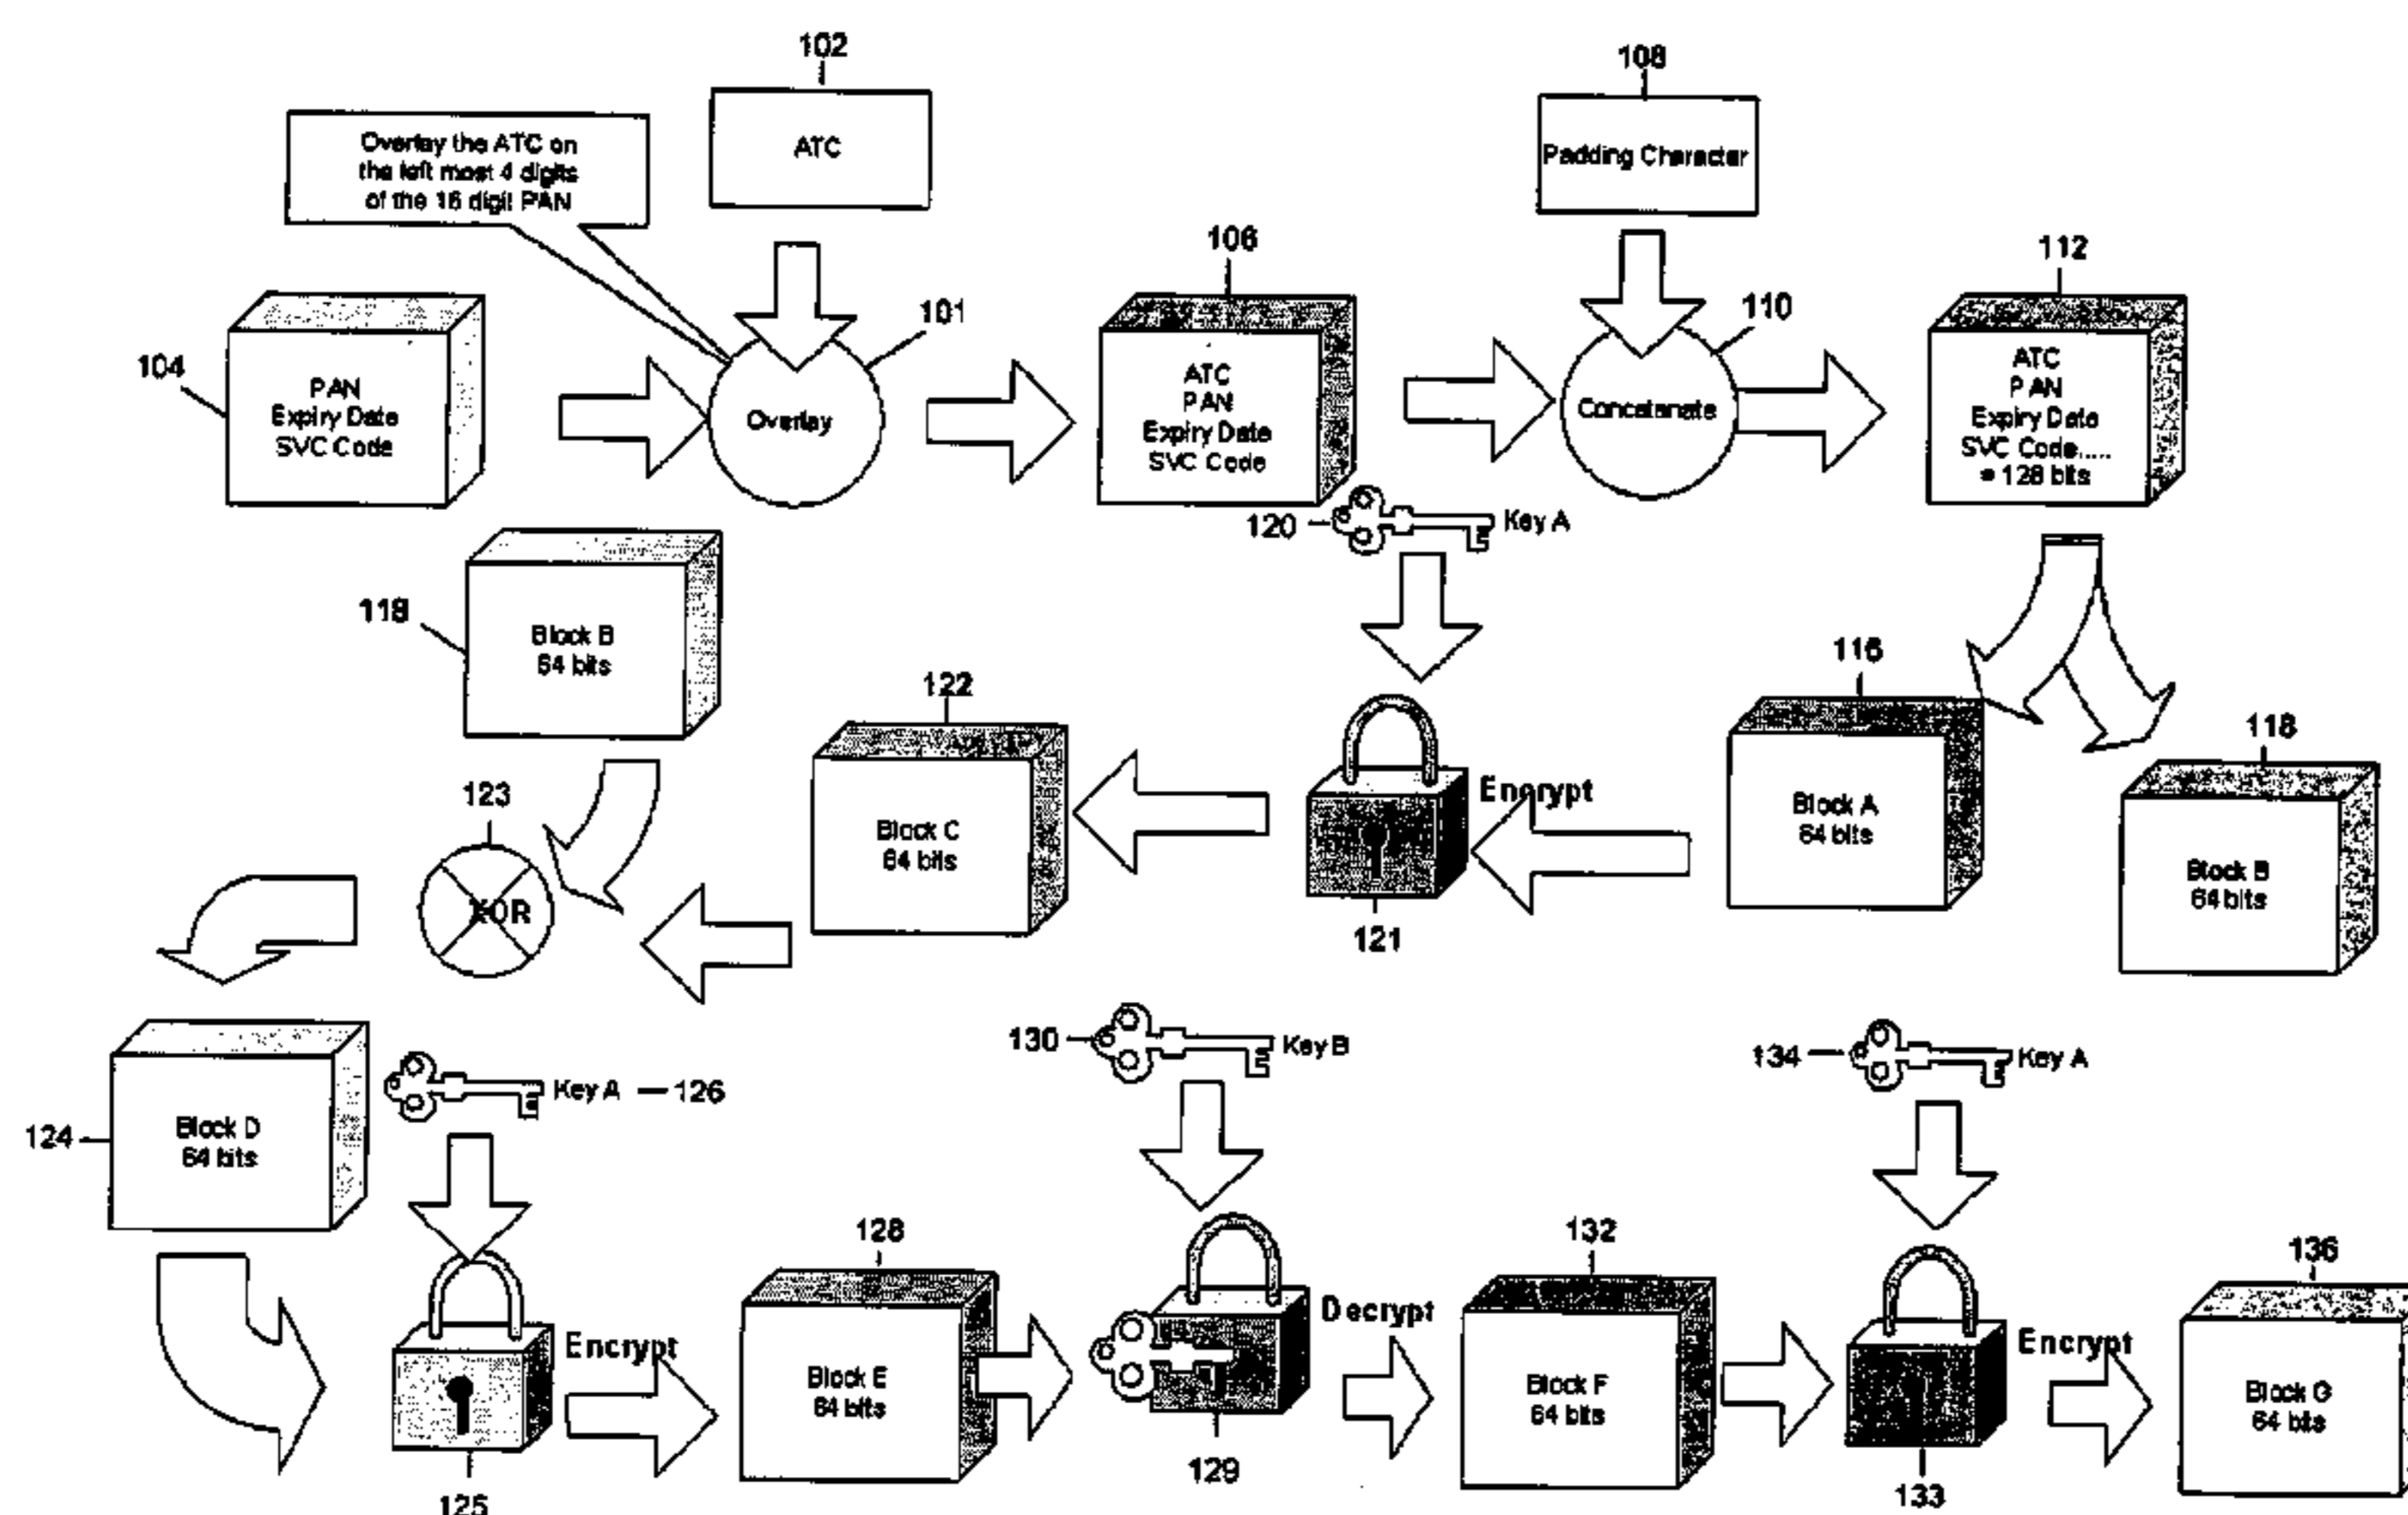 102
108
Overlay the ATC on
the left most 4 digits
of the 16 digit PAN
ATC
Padding Character
106
112
104
PAN
Expiry Date
SVC Code
101
Overlay
ATC
PAN
Expiry Date
SVC Code
110
Concatenate
ATC
PAN
Expiry Date
SVC Code.....
= 128 bits
120
Key A
118
Block B
64 bits
122
116
118
123
Block C
64 bits
Encrypt
Block A
64 bits
Block B
64 bits
XOR
121
130
Key B
134
Key A
Key A
126
124
Block D
64 bits
128
132
136
Encrypt
Block E
64 bits
Decrypt
Block F
64 bits
Encrypt
Block G
64 bits
125
129
133